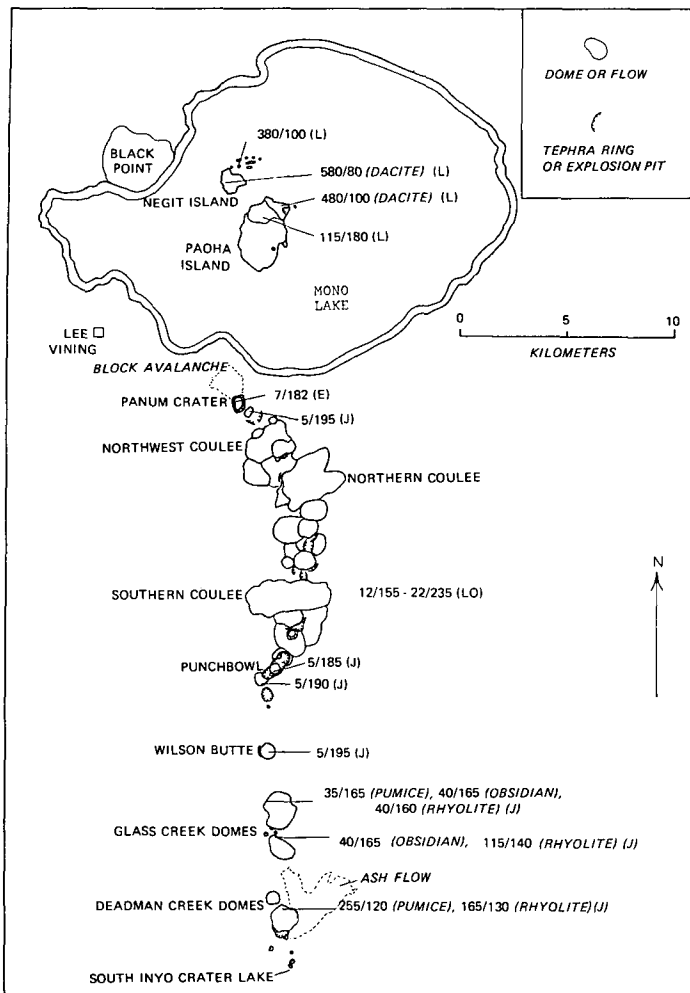 DOME OR FLOW
TEPHRA RING
OR EXPLOSION PIT
380/100 (L)
BLACK
POINT
580/80 (DACITE) (L)
NEGIT ISLAND
480/100 (DACITE) (L)
115/180 (L)
PAOHA
ISLAND
MONO
LAKE
LEE
VINING
0 5 10
KILOMETERS
BLOCK AVALANCHE
7/182 (E)
PANUM CRATER
5/195 (J)
NORTHWEST COULEE
NORTHERN COULEE
N
SOUTHERN COULEE
12/155 - 22/235 (LO)
PUNCHBOWL
5/185 (J)
5/190 (J)
WILSON BUTTE
5/195 (J)
35/165 (PUMICE), 40/165 (OBSIDIAN),
40/160 (RHYOLITE) (J)
GLASS CREEK DOMES
40/165 (OBSIDIAN), 115/140 (RHYOLITE) (J)
ASH FLOW
DEADMAN CREEK DOMES
255/120 (PUMICE), 165/130 (RHYOLITE) (J)
SOUTH INYO CRATER LAKE